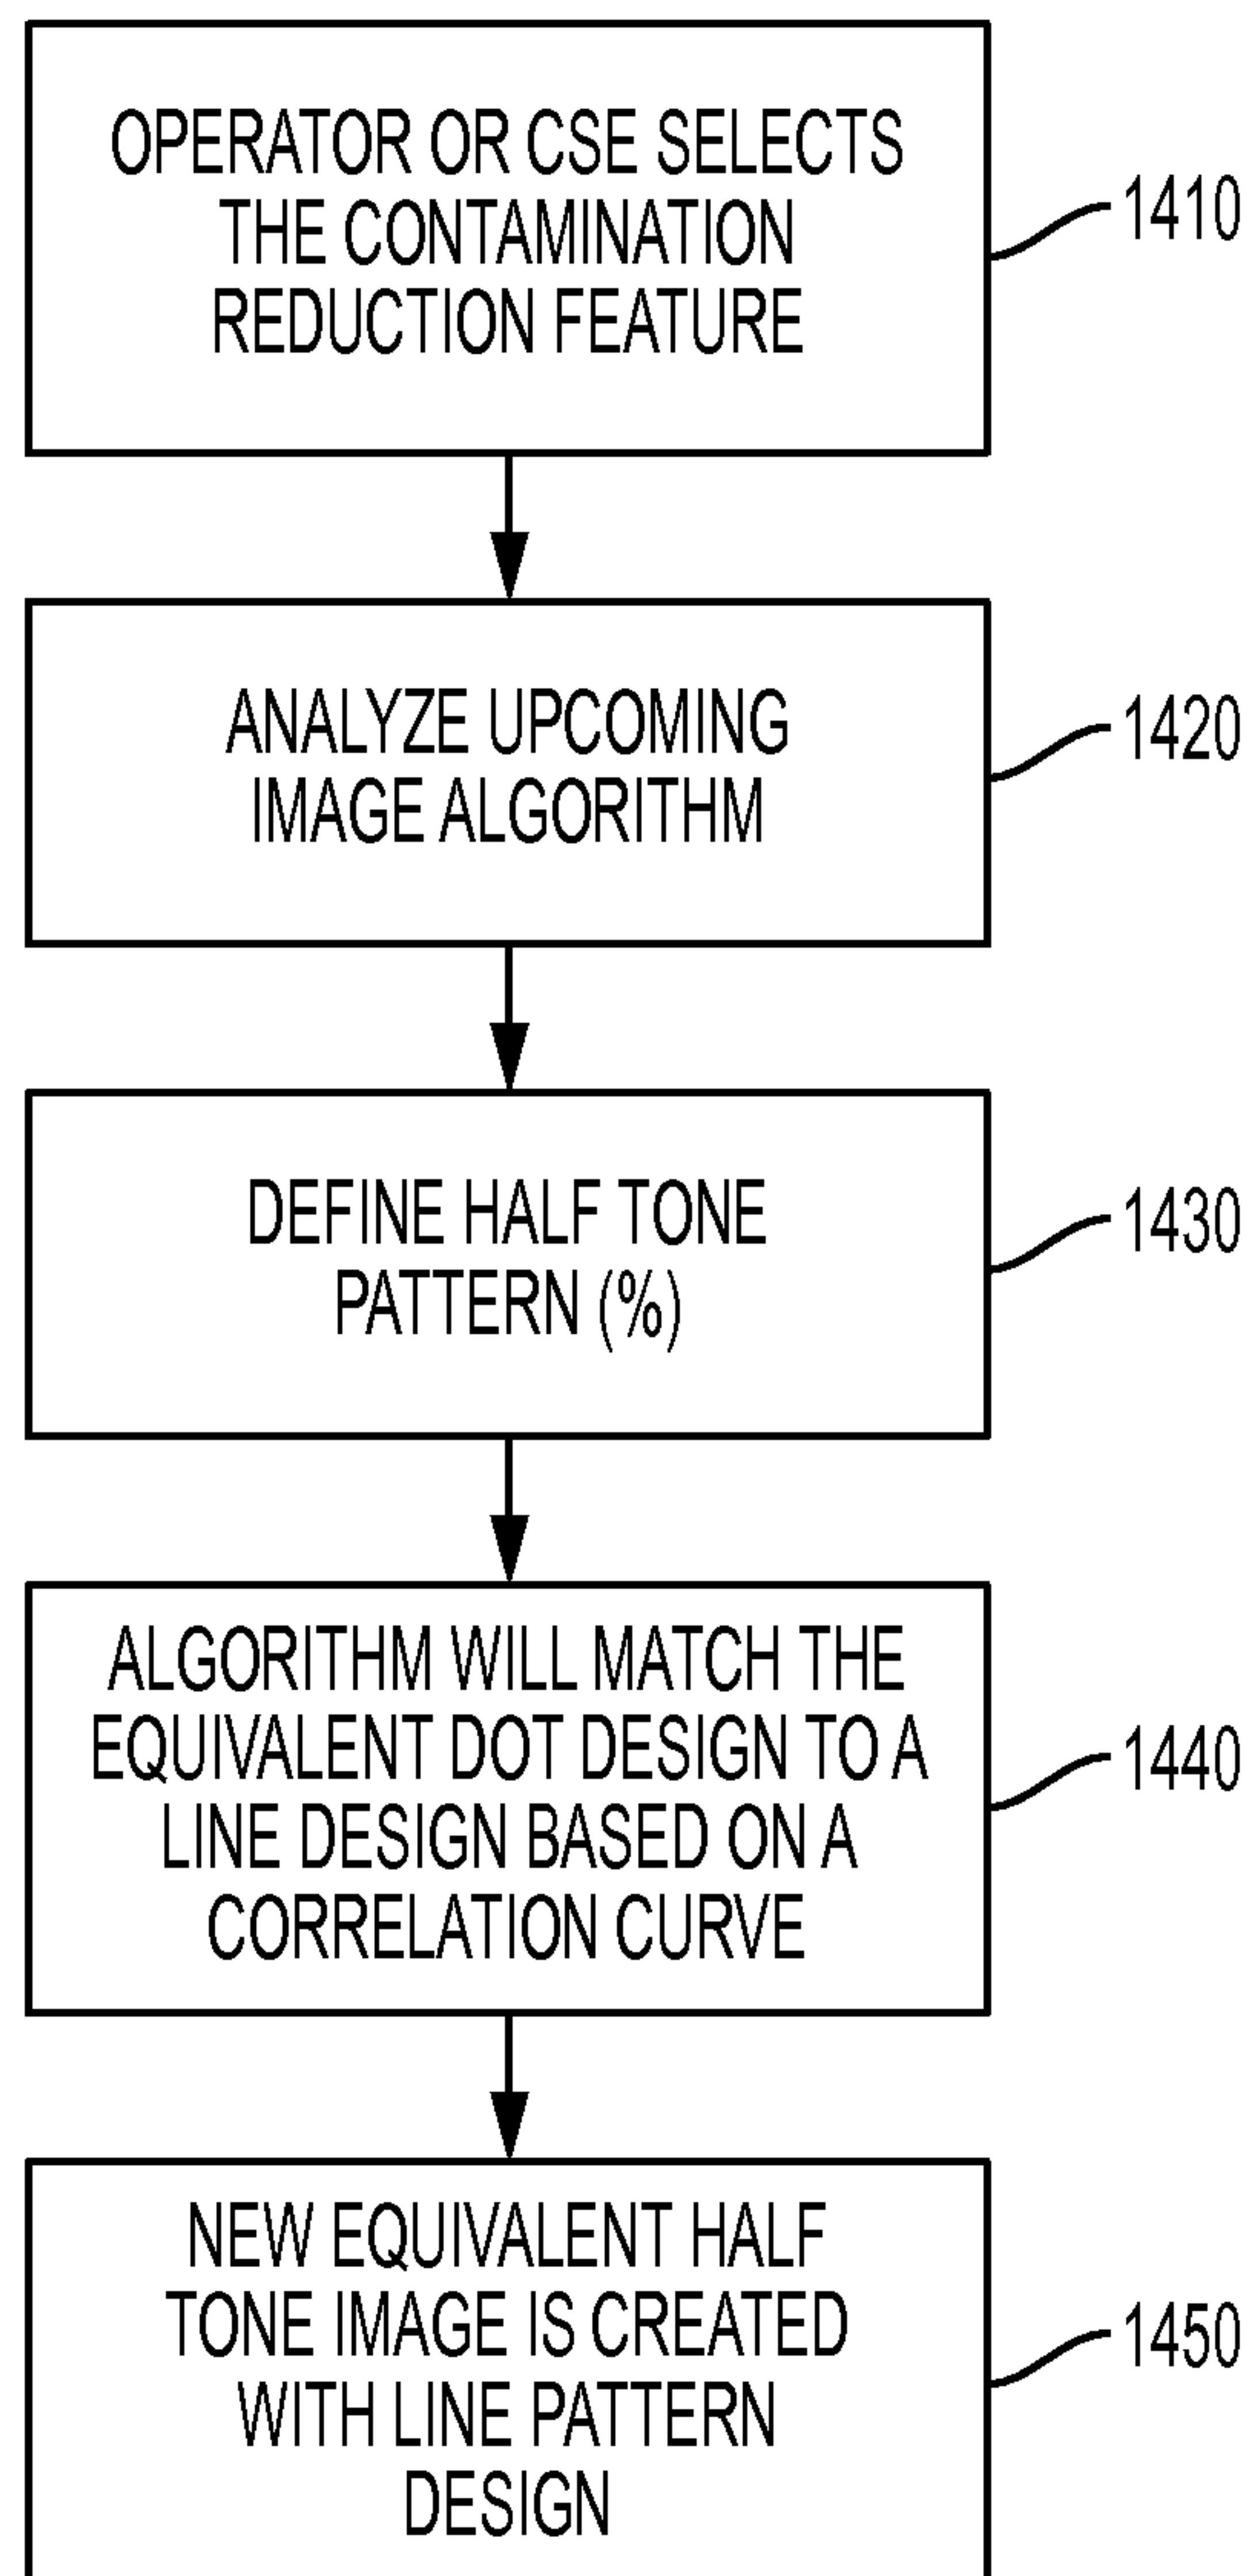 OPERATOR OR CSE SELECTS
THE CONTAMINATION
REDUCTION FEATURE
1410
ANALYZE UPCOMING
IMAGE ALGORITHM
1420
DEFINE HALF TONE
PATTERN (%)
1430
ALGORITHM WILL MATCH THE
EQUIVALENT DOT DESIGN TO A
LINE DESIGN BASED ON A
CORRELATION CURVE
1440
NEW EQUIVALENT HALF
TONE IMAGE IS CREATED
WITH LINE PATTERN
DESIGN
1450